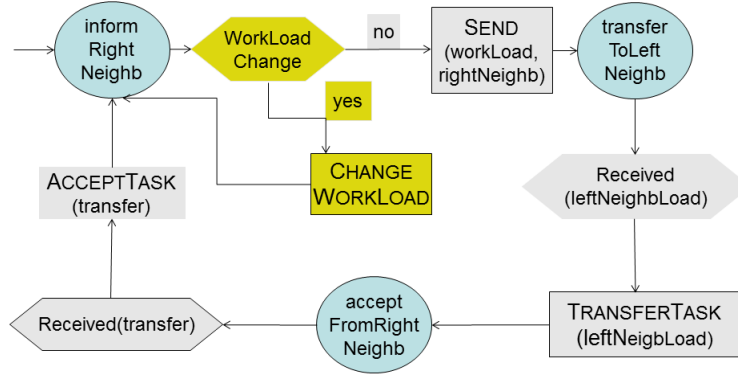 inform
Right
Neighb
WorkLoad
Change
no
SEND
(workLoad,
rightNeighb)
transfer
ToLeft
Neighb
yes
CHANGE
WORKLOAD
Received
(leftNeighbLoad)
ACCEPTTASK
(transfer)
TRANSFERTASK
(leftNeigbLoad)
accept
FromRight
Neighb
Received(transfer)